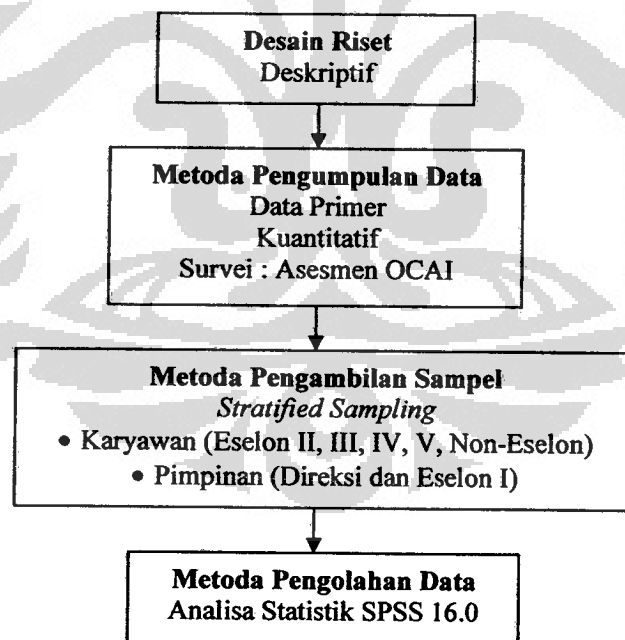 Desain Riset
Deskriptif
Metoda Pengumpulan Data
Data Primer
Kuantitatif
Survei : Asesmen OCAI
Metoda Pengambilan Sampel
Stratified Sampling
• Karyawan (Eselon II, III, IV, V, Non-Eselon)
• Pimpinan (Direksi dan Eselon I)
Metoda Pengolahan Data
Analisa Statistik SPSS 16.0